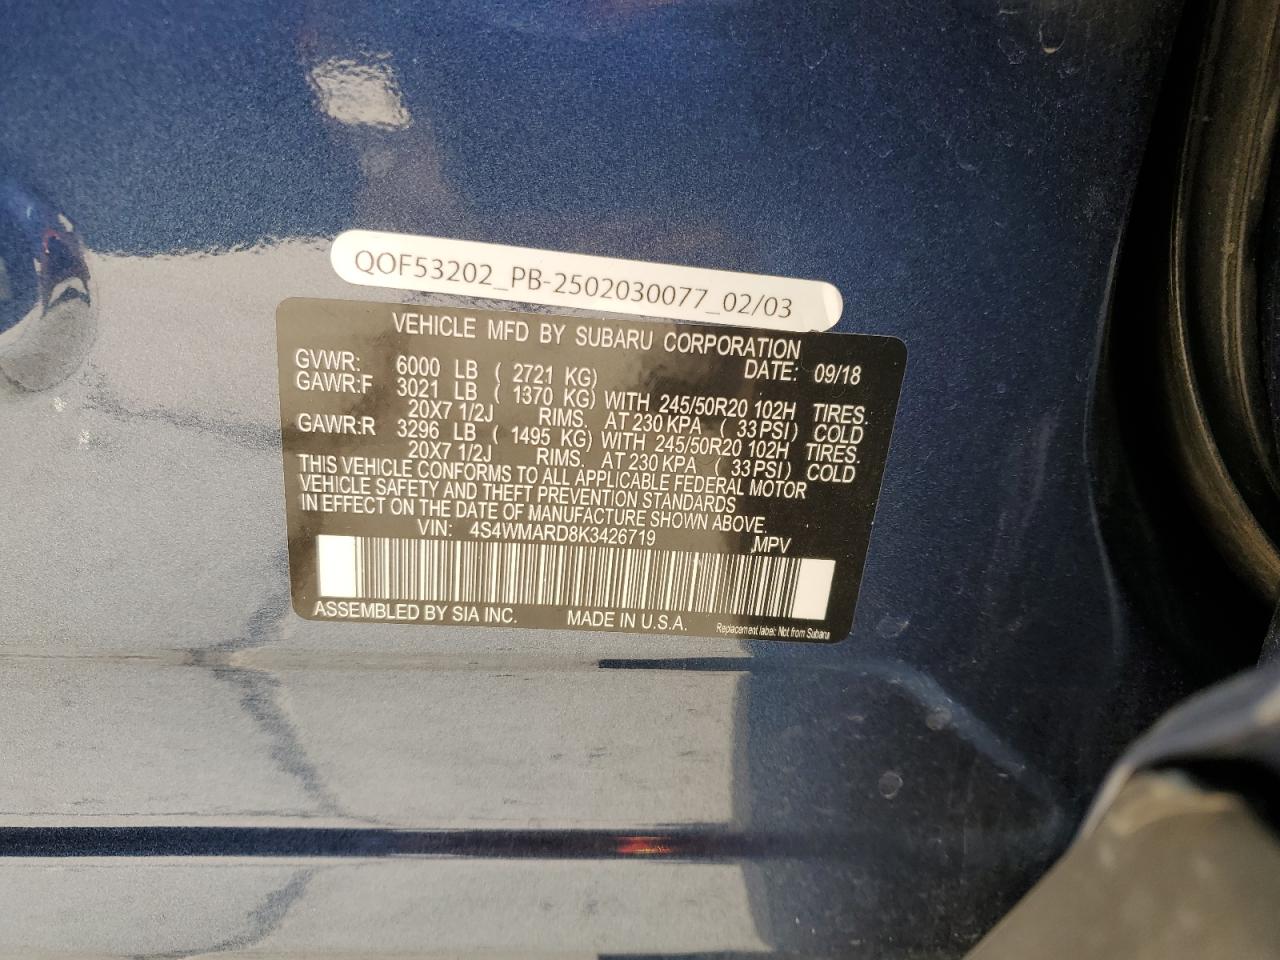 QOF53202_PB-2502030077_02/03
VEHICLE MFD BY SUBARU CORPORATION
GVWR: 6000 LB ( 2721 KG) DATE: 09/18
GAWR:F 3021 LB ( 1370 KG) WITH 245/50R20 102H TIRES.
20X7 1/2J RIMS. AT 230 KPA ( 33 PSI) COLD
GAWR:R 3296 LB ( 1495 KG) WITH 245/50R20 102H TIRES.
20X7 1/2J RIMS. AT 230 KPA ( 33 PSI) COLD
THIS VEHICLE CONFORMS TO ALL APPLICABLE FEDERAL MOTOR
VEHICLE SAFETY AND THEFT PREVENTION STANDARDS
IN EFFECT ON THE DATE OF MANUFACTURE SHOWN ABOVE.
VIN: 4S4WMARD8K3426719 MPV
ASSEMBLED BY SIA INC. MADE IN U.S.A.
Replacement label: Not from Subaru